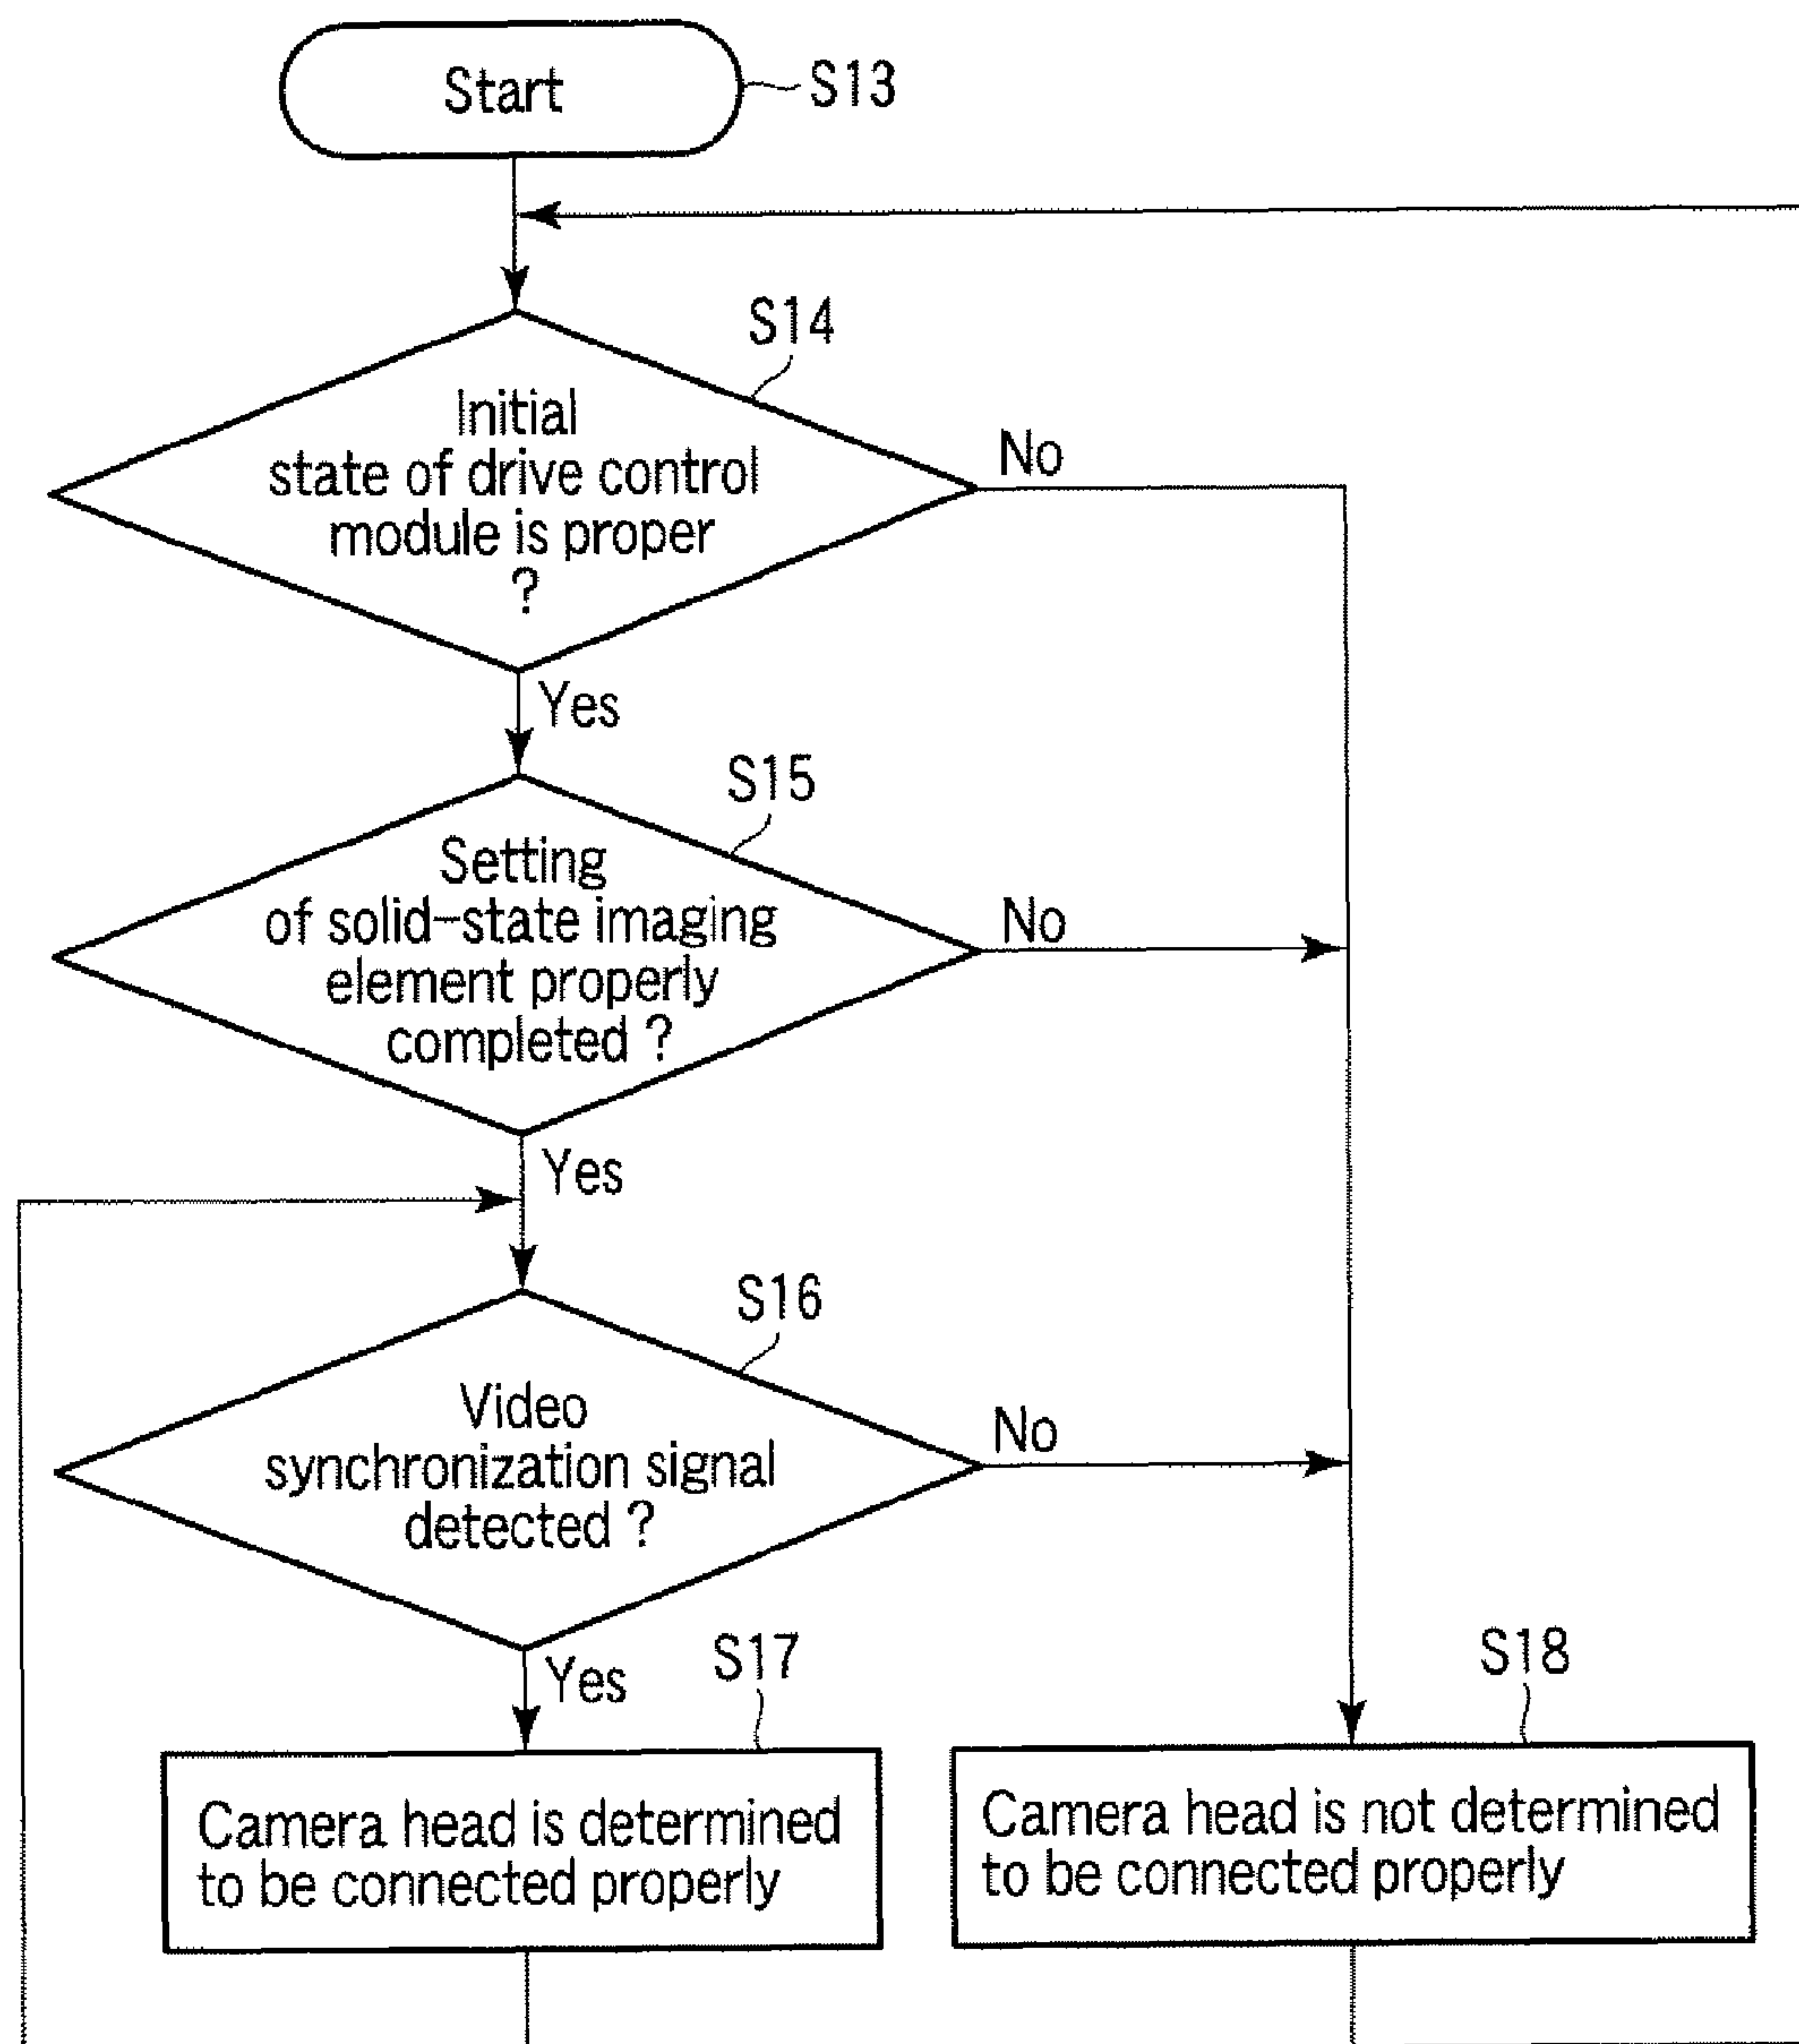 Start
S13
S14
Initial
state of drive control
module is proper
?
No
Yes
S15
Setting
of solid-state imaging
element properly
completed ?
No
Yes
S16
Video
synchronization signal
detected ?
No
Yes
S17
S18
Camera head is determined
to be connected properly
Camera head is not determined
to be connected properly